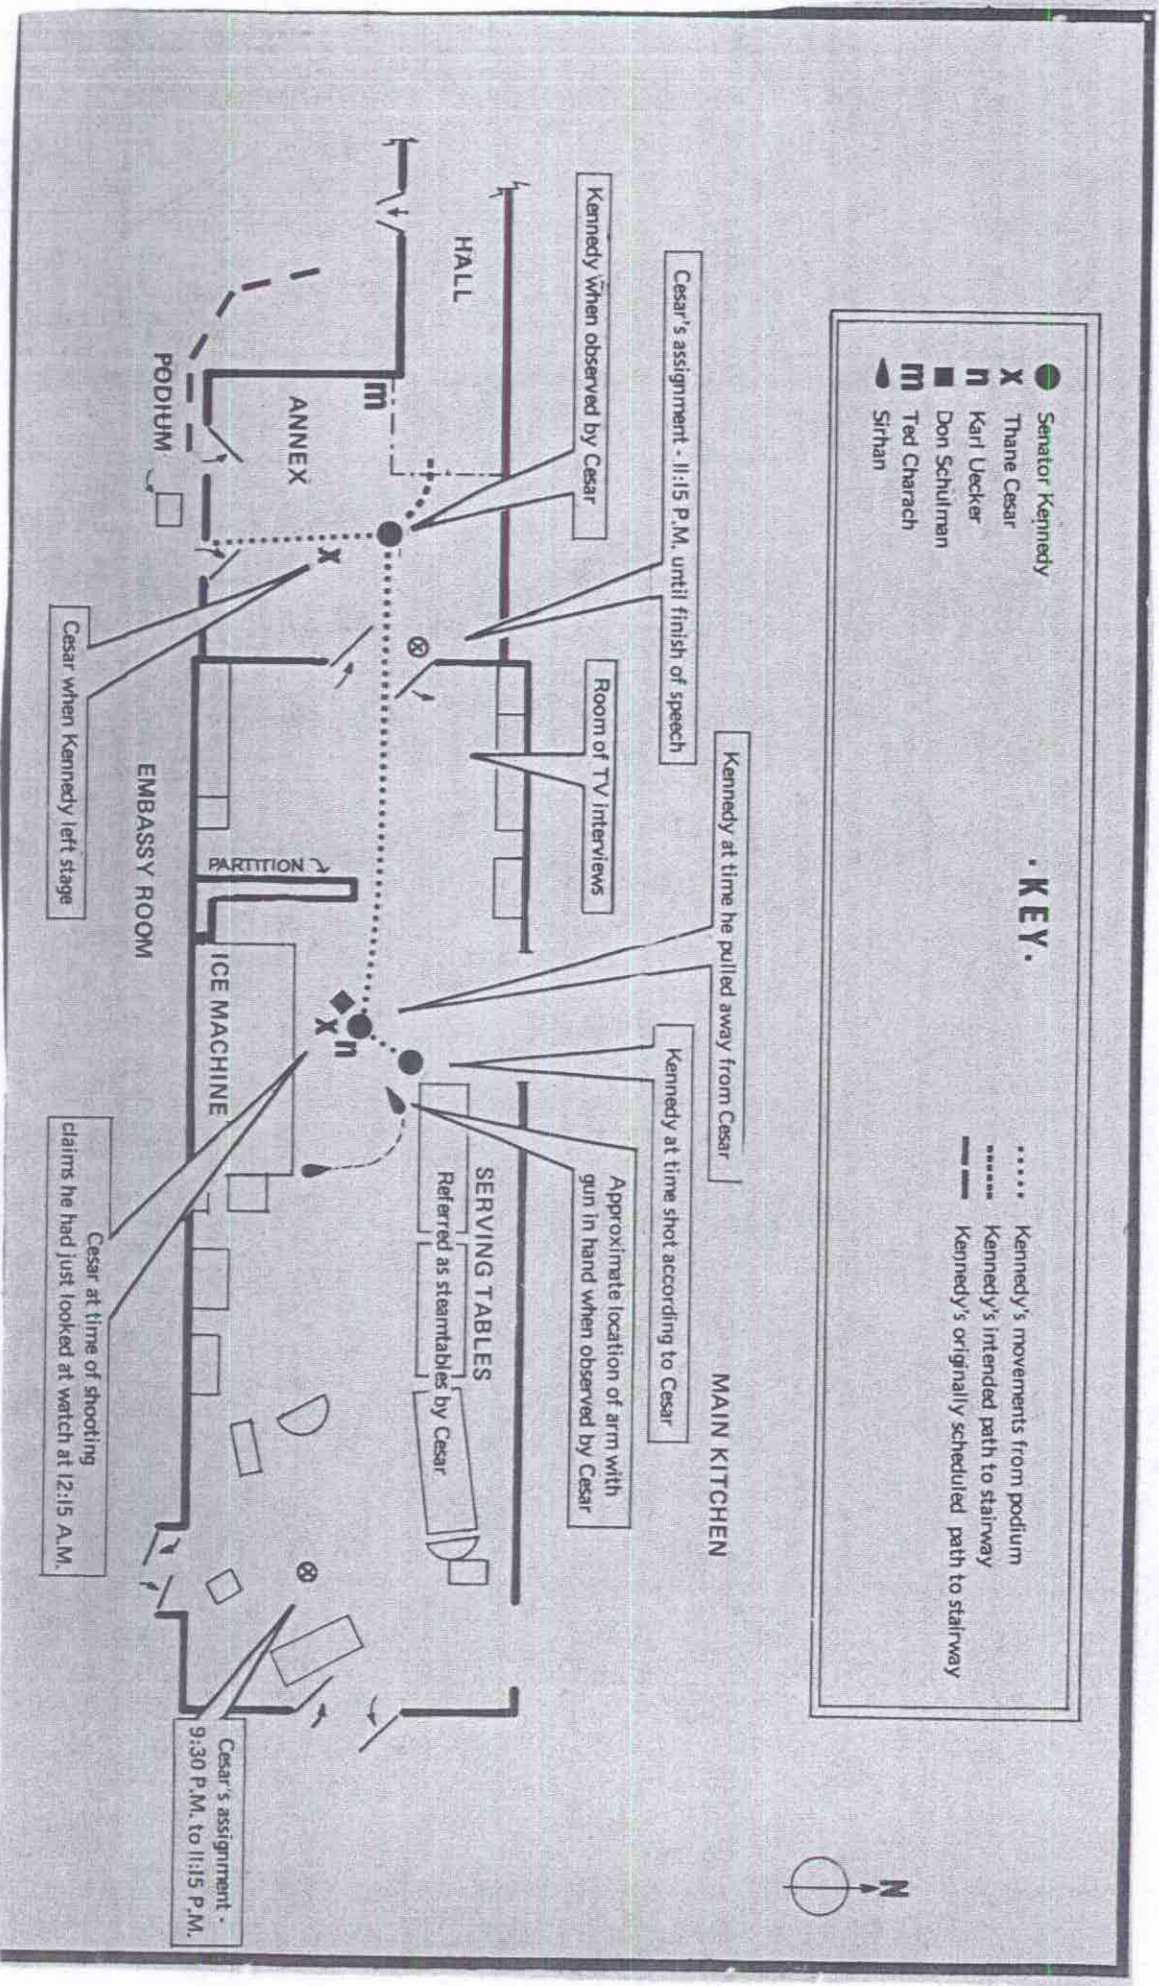 · KEY ·
Senator Kennedy
x Thane Cesar
n Karl Uecker
Don Schulman
m Ted Charach
Sirhan
Kennedy's movements from podium
Kennedy's intended path to stairway
Kennedy's originally scheduled path to stairway
N
MAIN KITCHEN
Kennedy at time he pulled away from Cesar
Cesar's assignment - 11:15 P.M. until finish of speech
Kennedy at time shot according to Cesar
Kennedy when observed by Cesar
Room of TV interviews
Approximate location of arm with
gun in hand when observed by Cesar
HALL
SERVING TABLES
Referred as steamtables by Cesar
m
x
x
n
ANNEX
PARTITION
ICE MACHINE
PODIUM
EMBASSY ROOM
Cesar's assignment -
9:30 P.M. to 11:15 P.M.
Cesar when Kennedy left stage
Cesar at time of shooting
claims he had just looked at watch at 12:15 A.M.